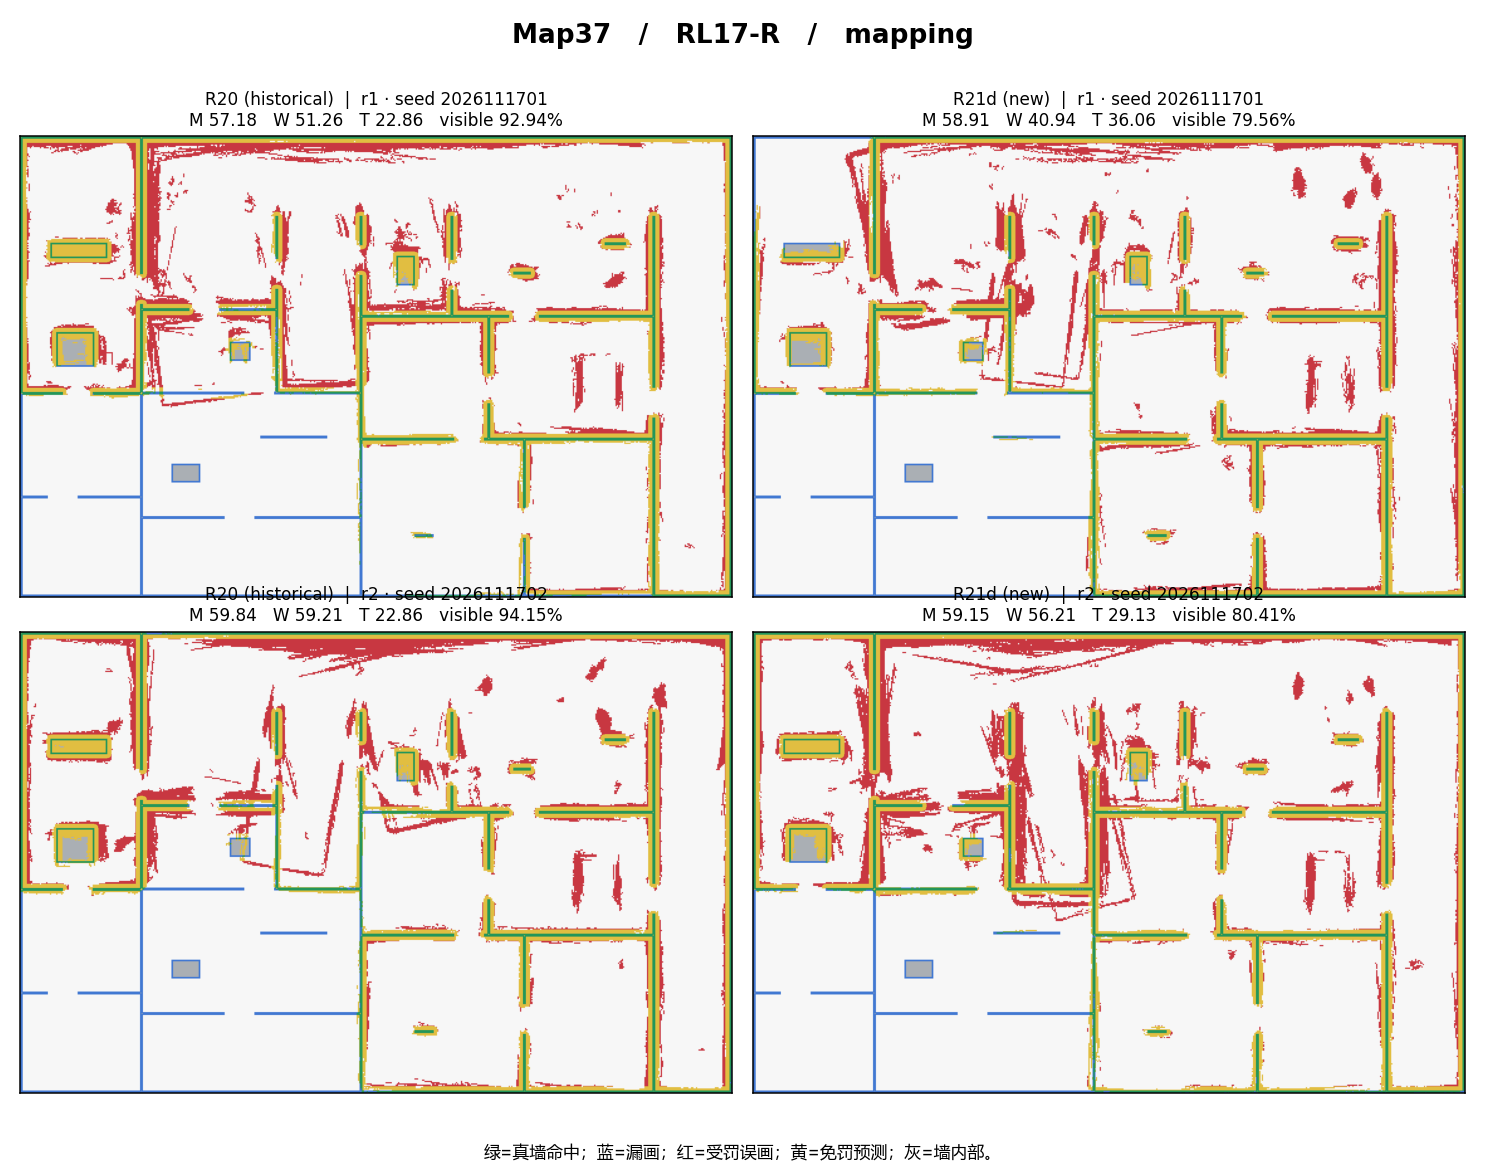 Map37 / RL17-R / mapping
R20 (historical) | r1 · seed 2026111701
M 57.18 W 51.26 T 22.86 visible 92.94%
R21d (new) | r1 · seed 2026111701
M 58.91 W 40.94 T 36.06 visible 79.56%
R20 (historical) | r2 · seed 2026111702
M 59.84 W 59.21 T 22.86 visible 94.15%
R21d (new) | r2 · seed 2026111702
M 59.15 W 56.21 T 29.13 visible 80.41%
绿=真墙命中；蓝=漏画；红=受罚误画；黄=免罚预测；灰=墙内部。